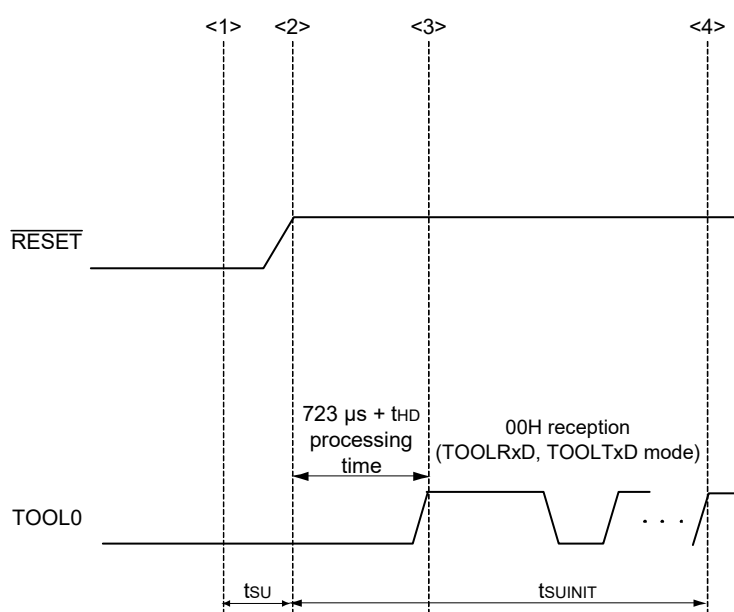 <1> <2> <3> <4>
RESET
723 µs + tHD
processing
time
00H reception
(TOOLRxD, TOOLTxD mode)
TOOL0
. . .
tSU tSUINIT